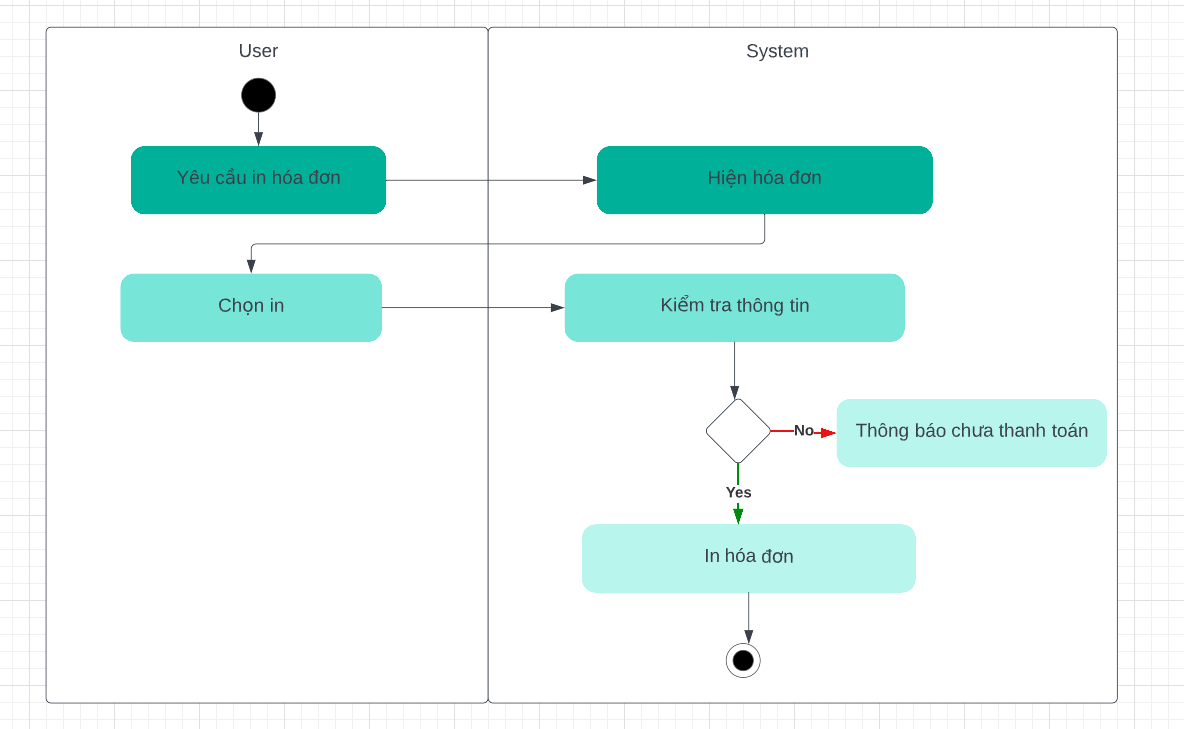 User
System
Yêu cầu in hóa đơn
Hiện hóa đơn
Chọn in
Kiểm tra thông tin
No
Thông báo chưa thanh toán
Yes
In hóa đơn